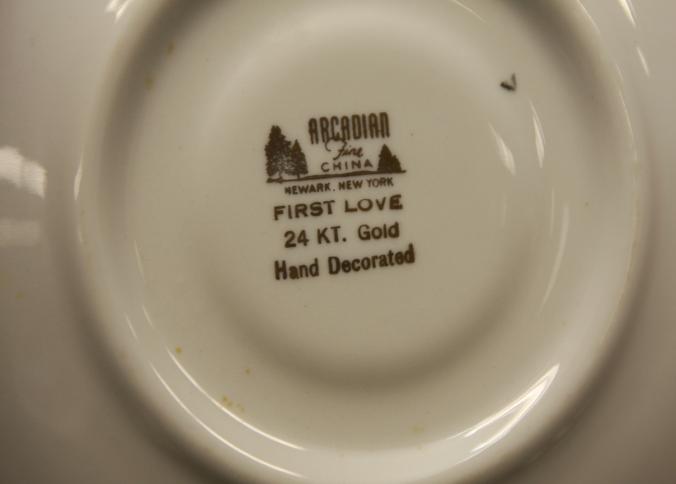 ARCADIAN
Fine
CHINA
NEWARK, NEW YORK
FIRST LOVE
24 KT. Gold
Hand Decorated